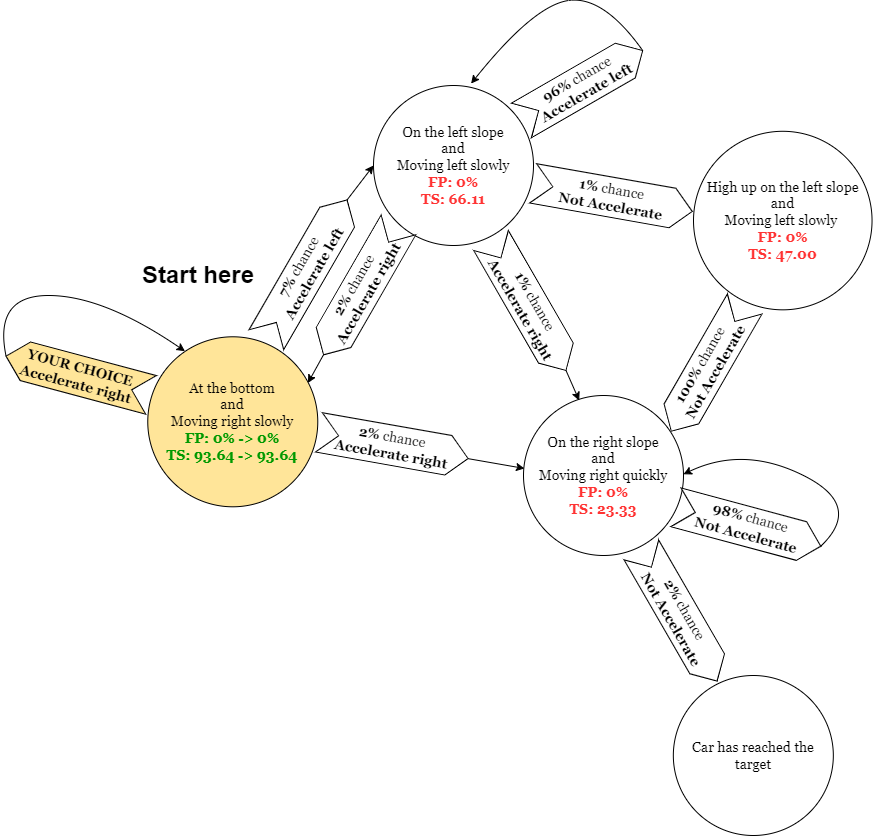 96% chance
Accelerate left
On the left slope
and
Moving left slowly
FP: 0%
TS: 66.11
1% chance
Not Accelerate
High up on the left slope
and
Moving left slowly
FP: 0%
TS: 47.00
7% chance
Accelerate left
2% chance
Accelerate right
1% chance
Accelerate right
Start here
100% chance
Not Accelerate
YOUR CHOICE
Accelerate right
At the bottom
and
Moving right slowly
FP: 0% -> 0%
TS: 93.64 -> 93.64
2% chance
Accelerate right
On the right slope
and
Moving right quickly
FP: 0%
TS: 23.33
98% chance
Not Accelerate
2% chance
Not Accelerate
Car has reached the
target